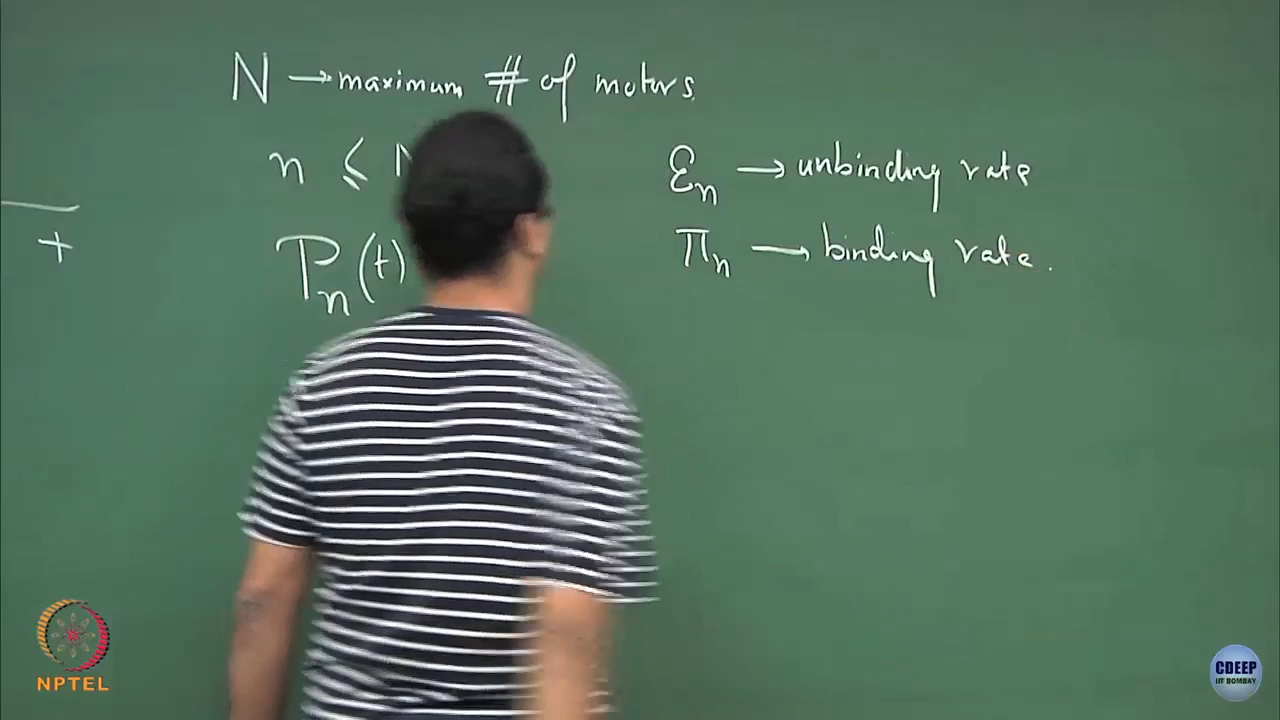 N → maximum # of motors
n ≤ N
εn → unbinding rate
Pn(t)
πn → binding rate.
+
NPTEL
CDEEP
IIT BOMBAY